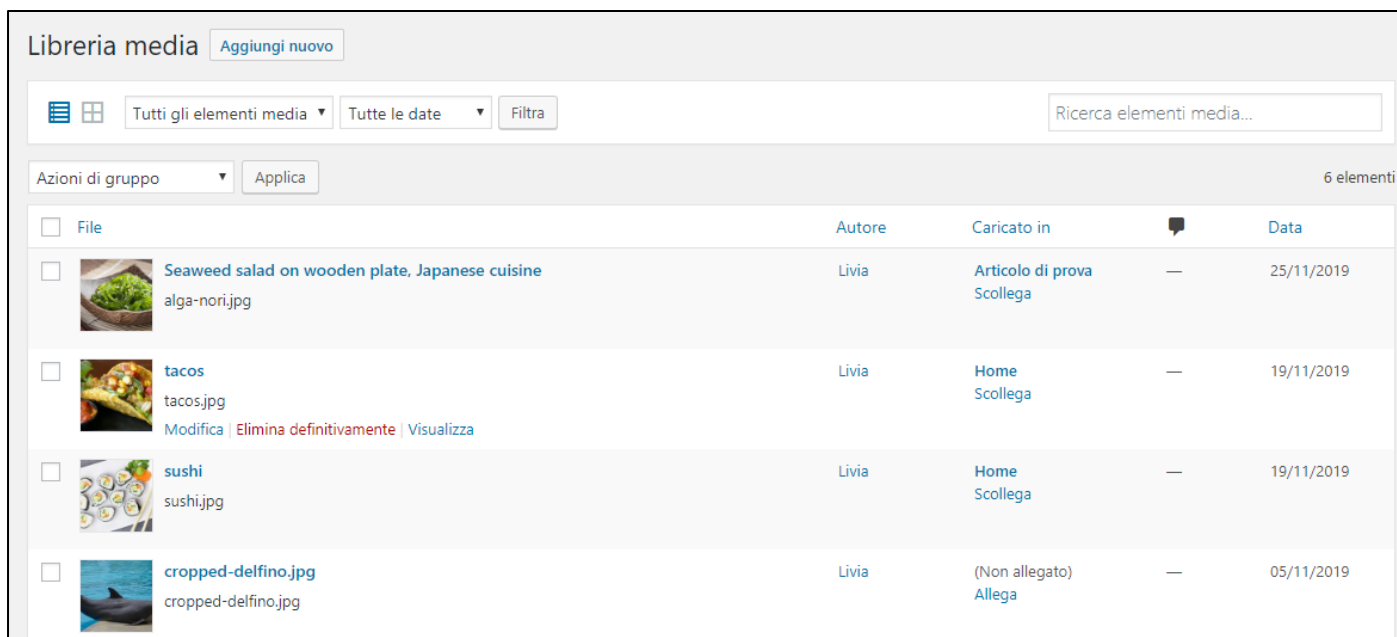 Libreria media Aggiungi nuovo
Tutti gli elementi media Tutte le date Filtra Ricerca elementi media...
Azioni di gruppo Applica 6 elementi
File Autore Caricato in Data
Seaweed salad on wooden plate, Japanese cuisine Livia Articolo di prova — 25/11/2019
alga-nori.jpg Scollega
tacos Livia Home — 19/11/2019
tacos.jpg Scollega
Modifica | Elimina definitivamente | Visualizza
sushi Livia Home — 19/11/2019
sushi.jpg Scollega
cropped-delfino.jpg Livia (Non allegato) — 05/11/2019
cropped-delfino.jpg Allega